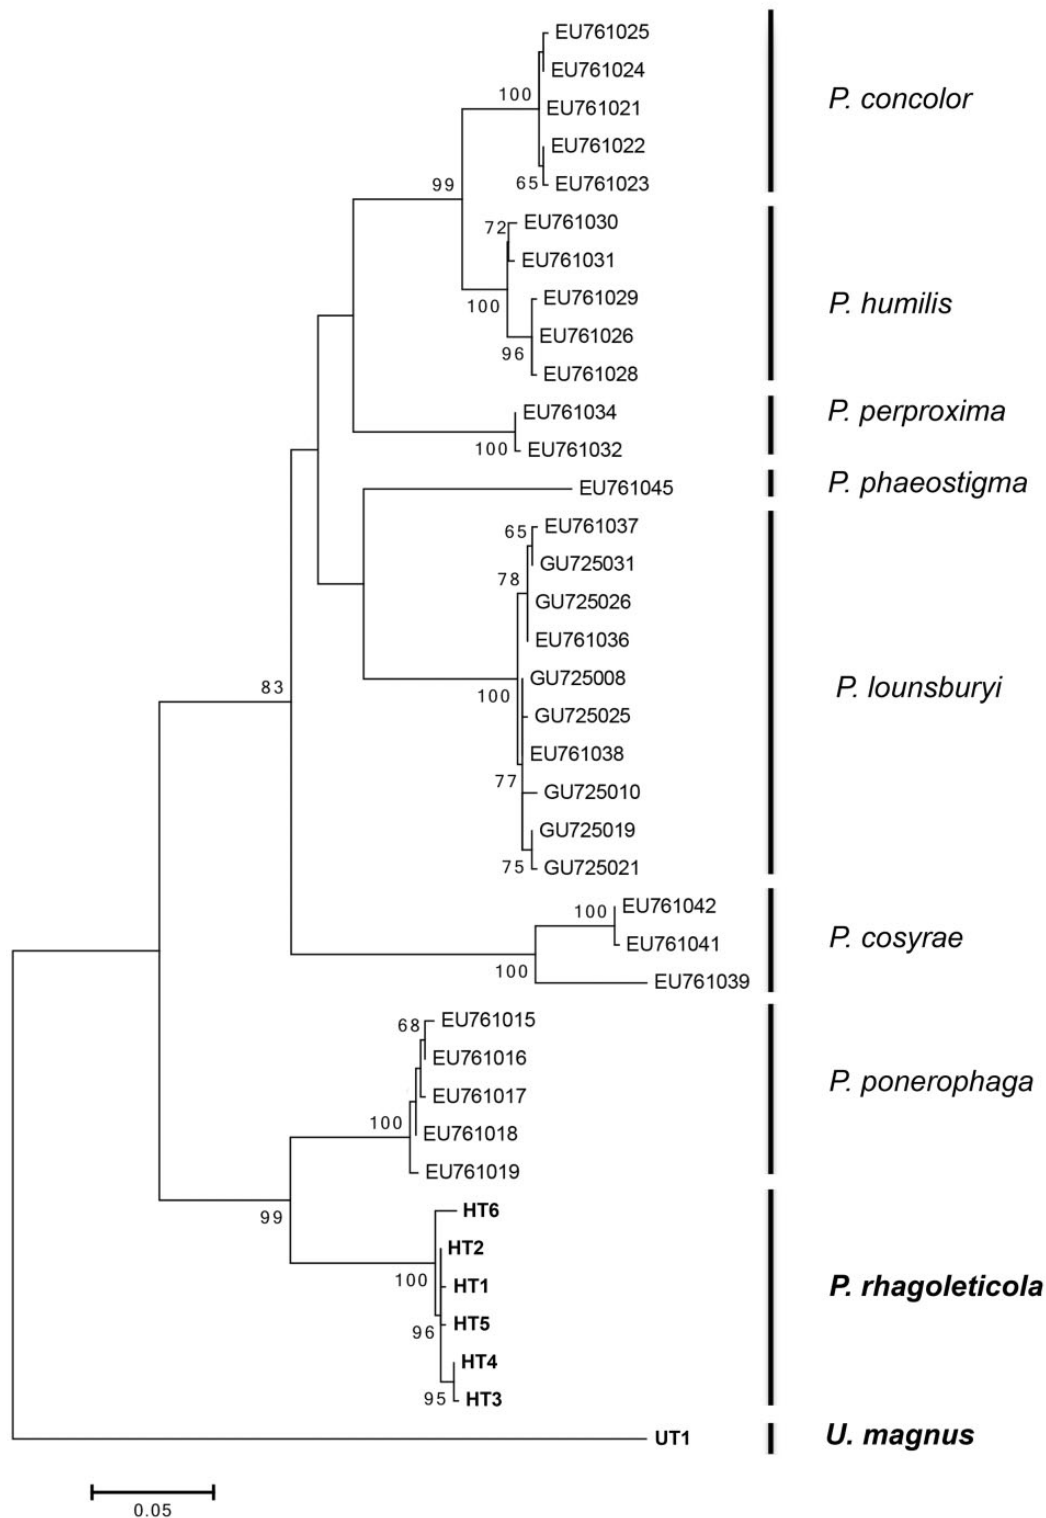 EU761025
EU761024
100
EU761021
P. concolor
EU761022
65
EU761023
99
72
EU761030
EU761031
EU761029
100
P. humilis
EU761026
96
EU761028
EU761034
P. perproxima
100
EU761032
EU761045
P. phaeostigma
65
EU761037
GU725031
78
GU725026
EU761036
GU725008
83
100
P. lounsburyi
GU725025
EU761038
77
GU725010
GU725019
75
GU725021
100
EU761042
P. cosyrae
EU761041
100
EU761039
68
EU761015
EU761016
P. ponerophaga
EU761017
100
EU761018
EU761019
99
HT6
HT2
100
HT1
P. rhagoleticola
96
HT5
HT4
95
HT3
UT1
U. magnus
0.05